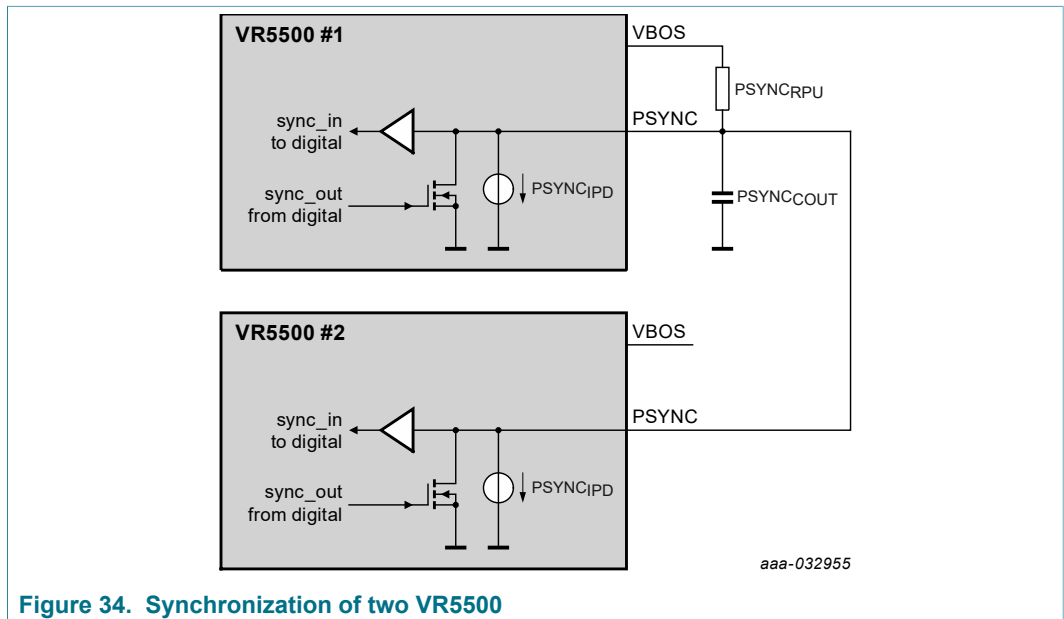 VR5500 #1
VBOS
PSYNCRPU
PSYNC
sync_in
to digital
PSYNCIPD
sync_out
from digital
PSYNCCOUT
VR5500 #2
VBOS
PSYNC
sync_in
to digital
PSYNCIPD
sync_out
from digital
aaa-032955
Figure 34. Synchronization of two VR5500